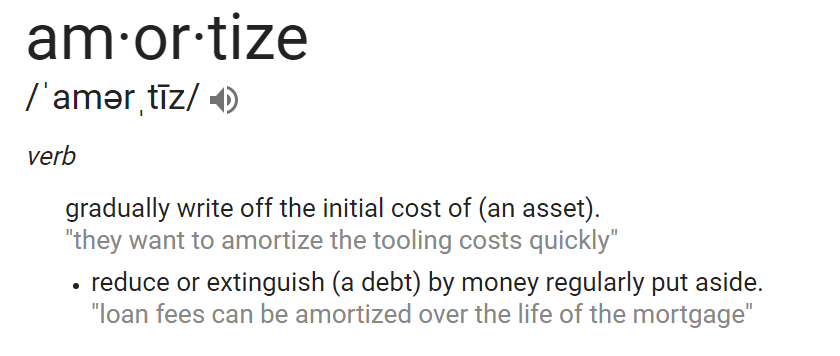 am·or·tize
/ˈamərˌtīz/
verb
gradually write off the initial cost of (an asset).
"they want to amortize the tooling costs quickly"
• reduce or extinguish (a debt) by money regularly put aside.
"loan fees can be amortized over the life of the mortgage"